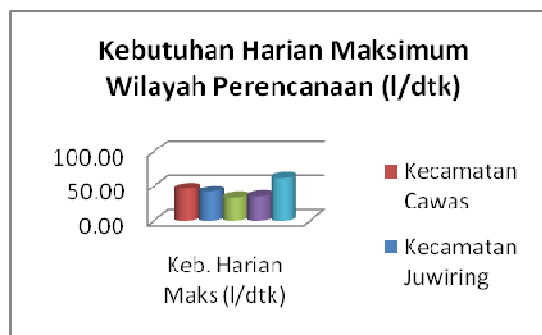 Kebutuhan Harian Maksimum
Wilayah Perencanaan (l/dtk)
100.00
50.00
0.00
Keb. Harian
Maks (l/dtk)
Kecamatan
Cawas
Kecamatan
Juwiring